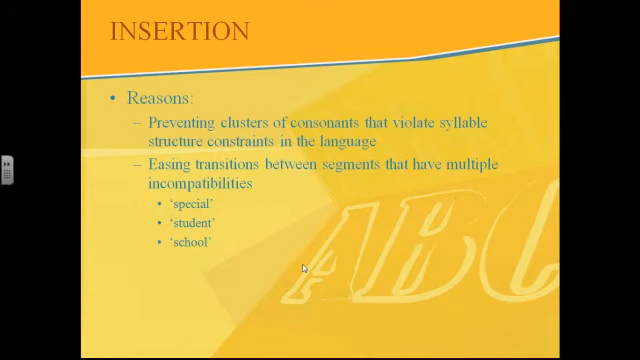 INSERTION
• Reasons:
– Preventing clusters of consonants that violate syllable
structure constraints in the language
– Easing transitions between segments that have multiple
incompatibilities
• ‘special’
• ‘student’
• ‘school’
ABC